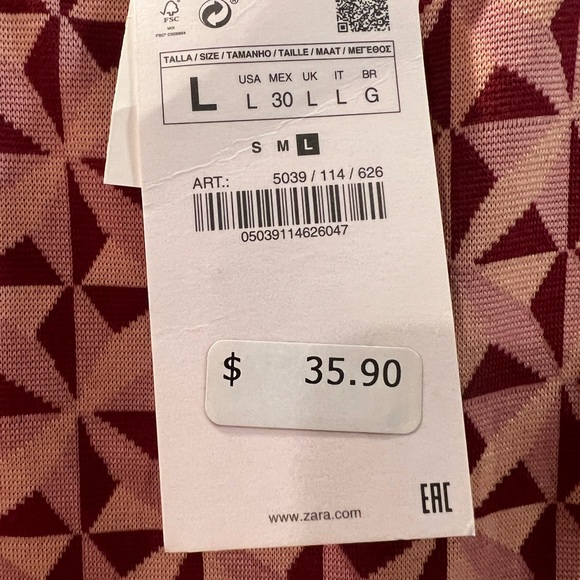 FSC
TALLA / SIZE / TAMANHO / TAILLE / MAAT / ΜΕΓΕΘΟΣ
L
USA MEX UK IT BR
L 30 L L G
S M L
ART.: 5039 / 114 / 626
05039114626047
$ 35.90
EAC
www.zara.com